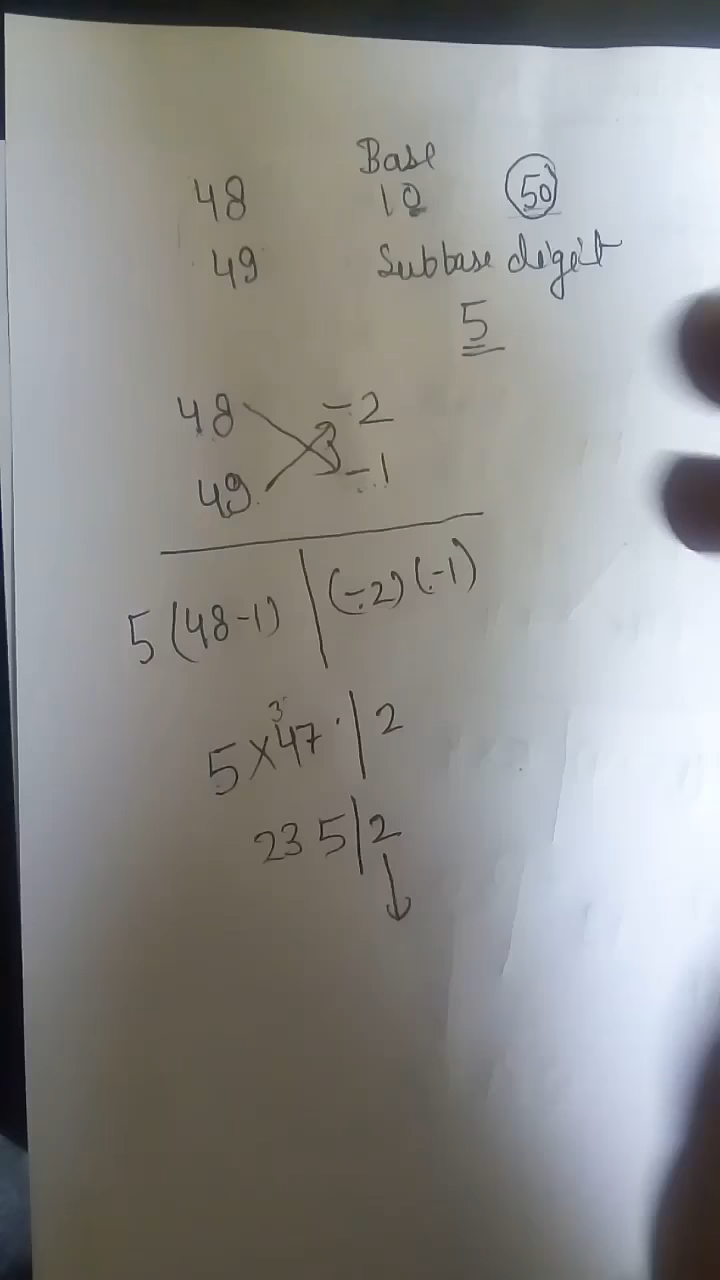 Base
48 10 50
49 Subbase digit
5
48 -2
49 -1
5(48-1) | (-2)(-1)
3
5×47 | 2
235 | 2